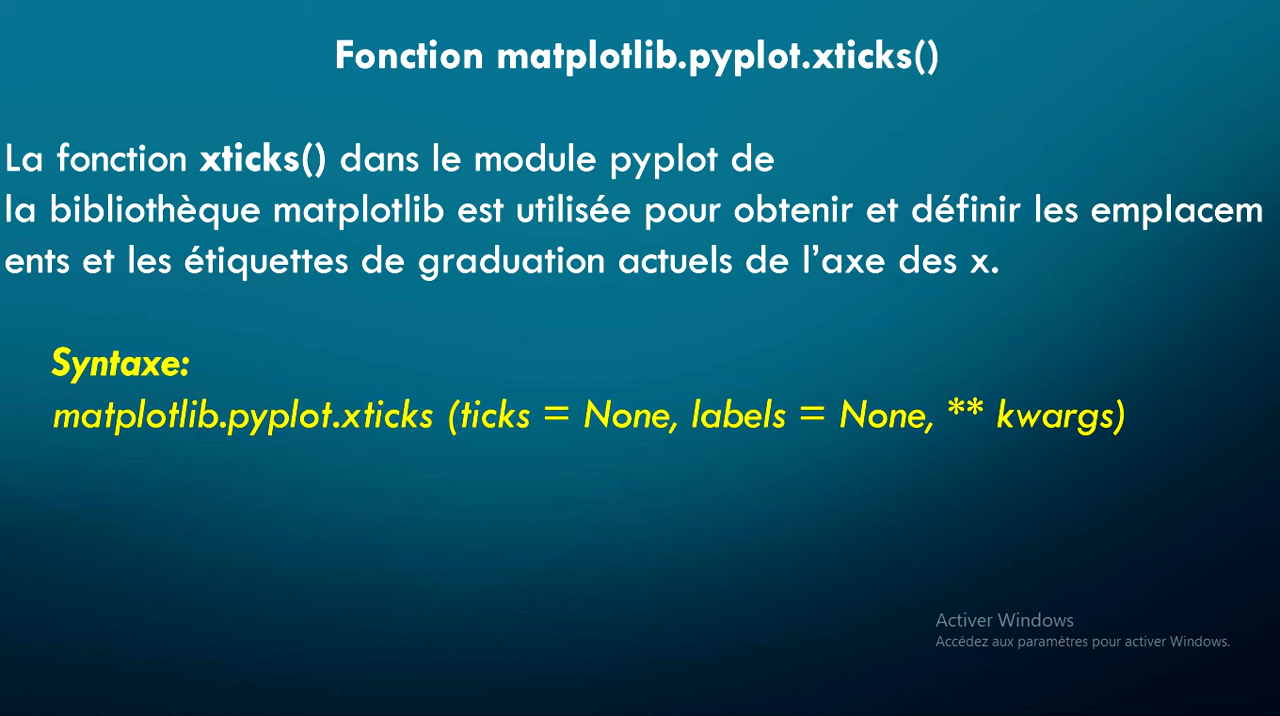 Fonction matplotlib.pyplot.xticks()
La fonction xticks() dans le module pyplot de
la bibliothèque matplotlib est utilisée pour obtenir et définir les emplacem
ents et les étiquettes de graduation actuels de l’axe des x.
Syntaxe:
matplotlib.pyplot.xticks (ticks = None, labels = None, ** kwargs)
Activer Windows
Accédez aux paramètres pour activer Windows.